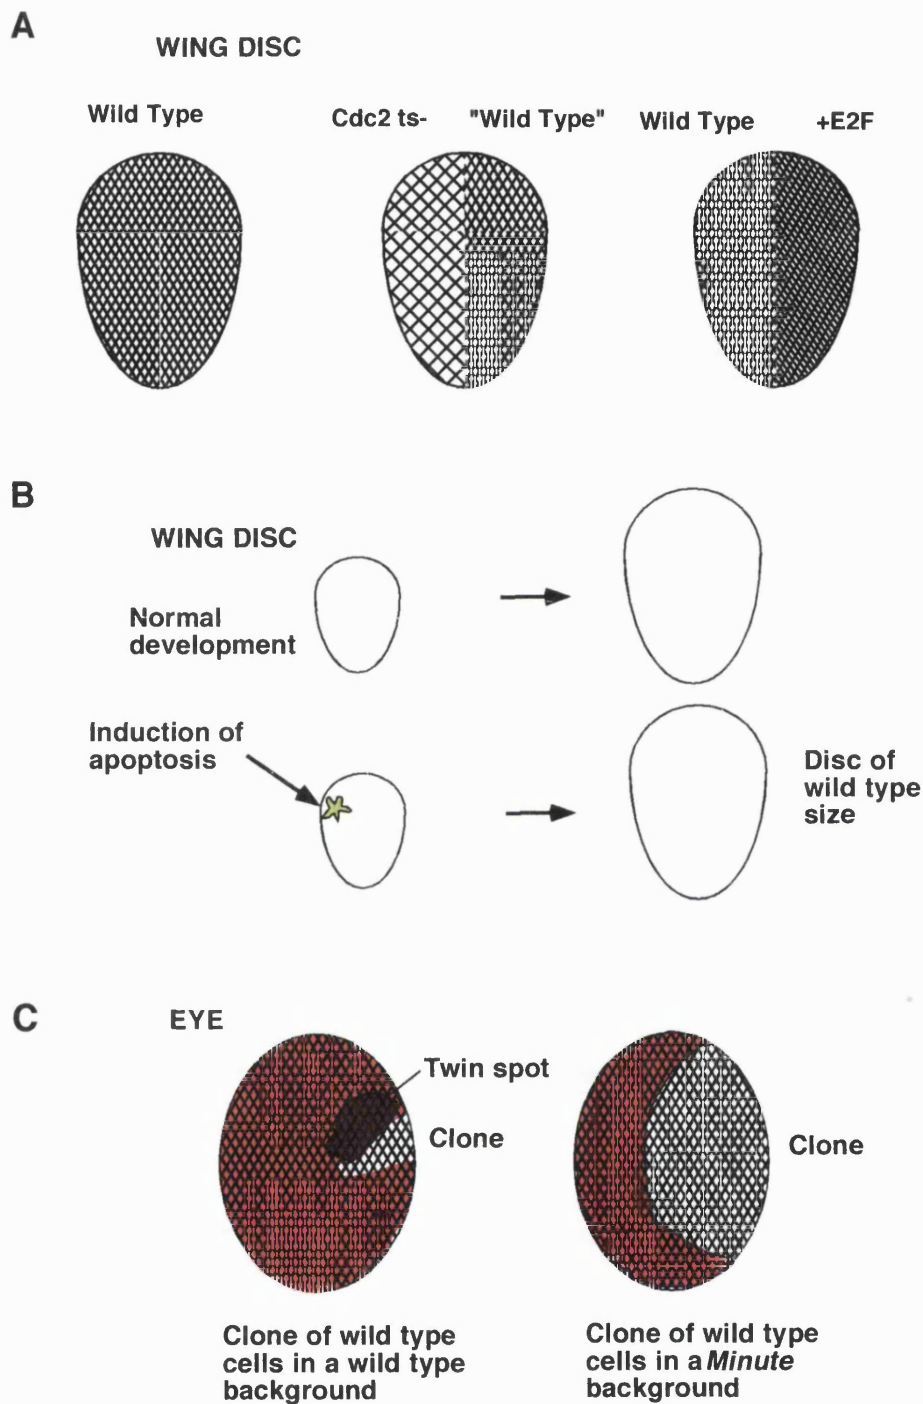 A
WING DISC
Wild Type
Cdc2 ts-
"Wild Type"
Wild Type
+E2F
B
WING DISC
Normal
development
Induction of
apoptosis
Disc of
wild type
size
C
EYE
Twin spot
Clone
Clone
Clone of wild type
cells in a wild type
background
Clone of wild type
cells in a Minute
background